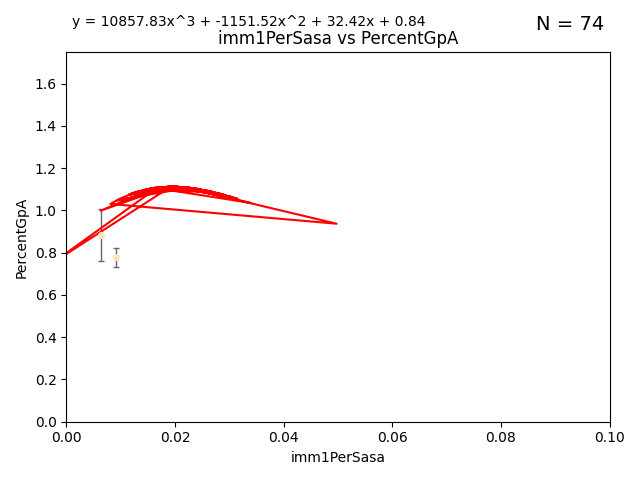 y = 10857.83x^3 + -1151.52x^2 + 32.42x + 0.84
N = 74
imm1PerSasa vs PercentGpA
PercentGpA
1.6
1.4
1.2
1.0
0.8
0.6
0.4
0.2
0.0
0.00 0.02 0.04 0.06 0.08 0.10
imm1PerSasa